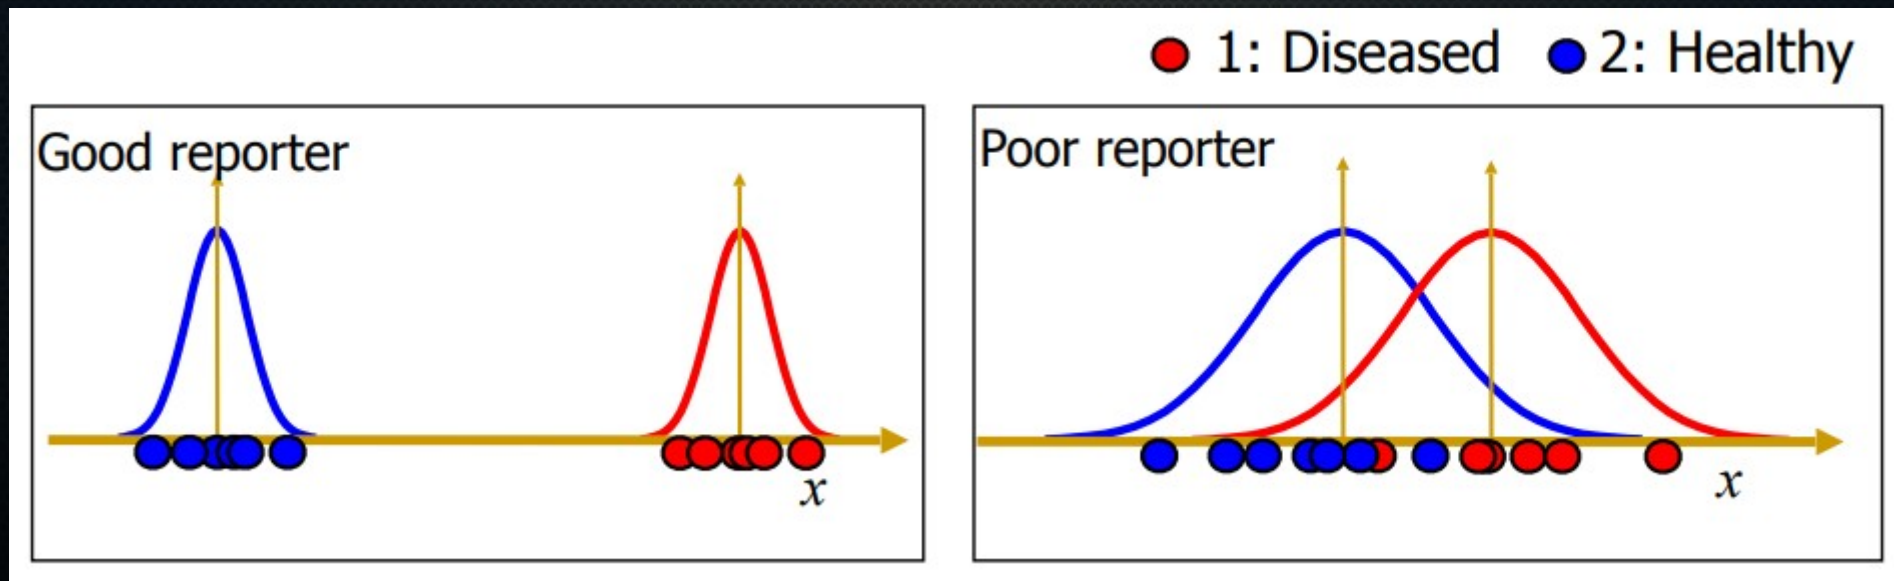 1: Diseased 2: Healthy
Good reporter
x
Poor reporter
x